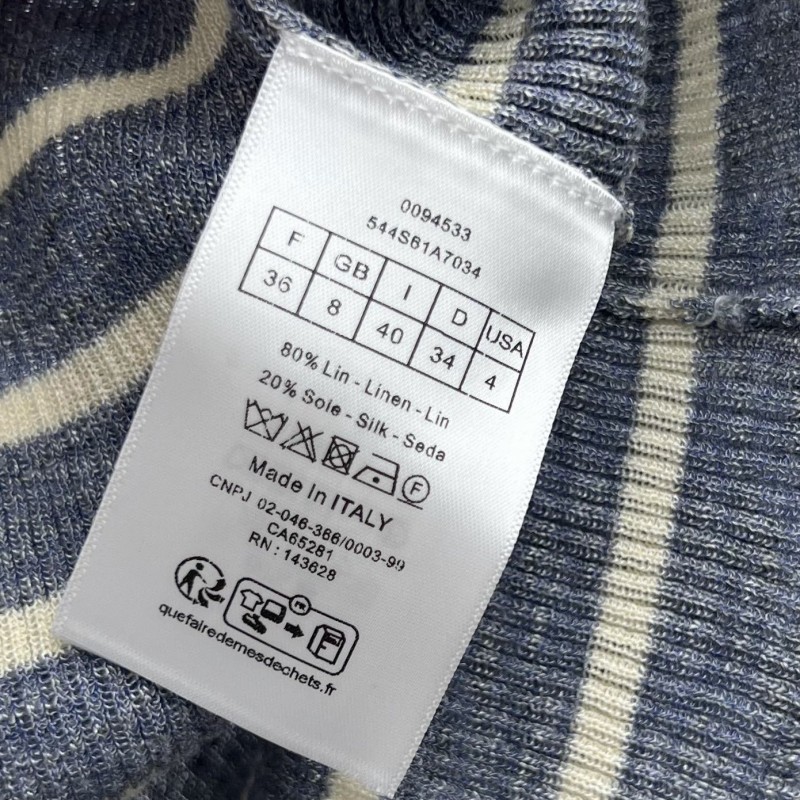 0094533
544S61A7034
F GB I D USA
36 8 40 34 4
80% Lin - Linen - Lin
20% Soie - Silk - Seda
F
Made In ITALY
CNPJ 02-046-366/0003-99
CA65281
RN : 143628
FR
quefairedemesdechets.fr